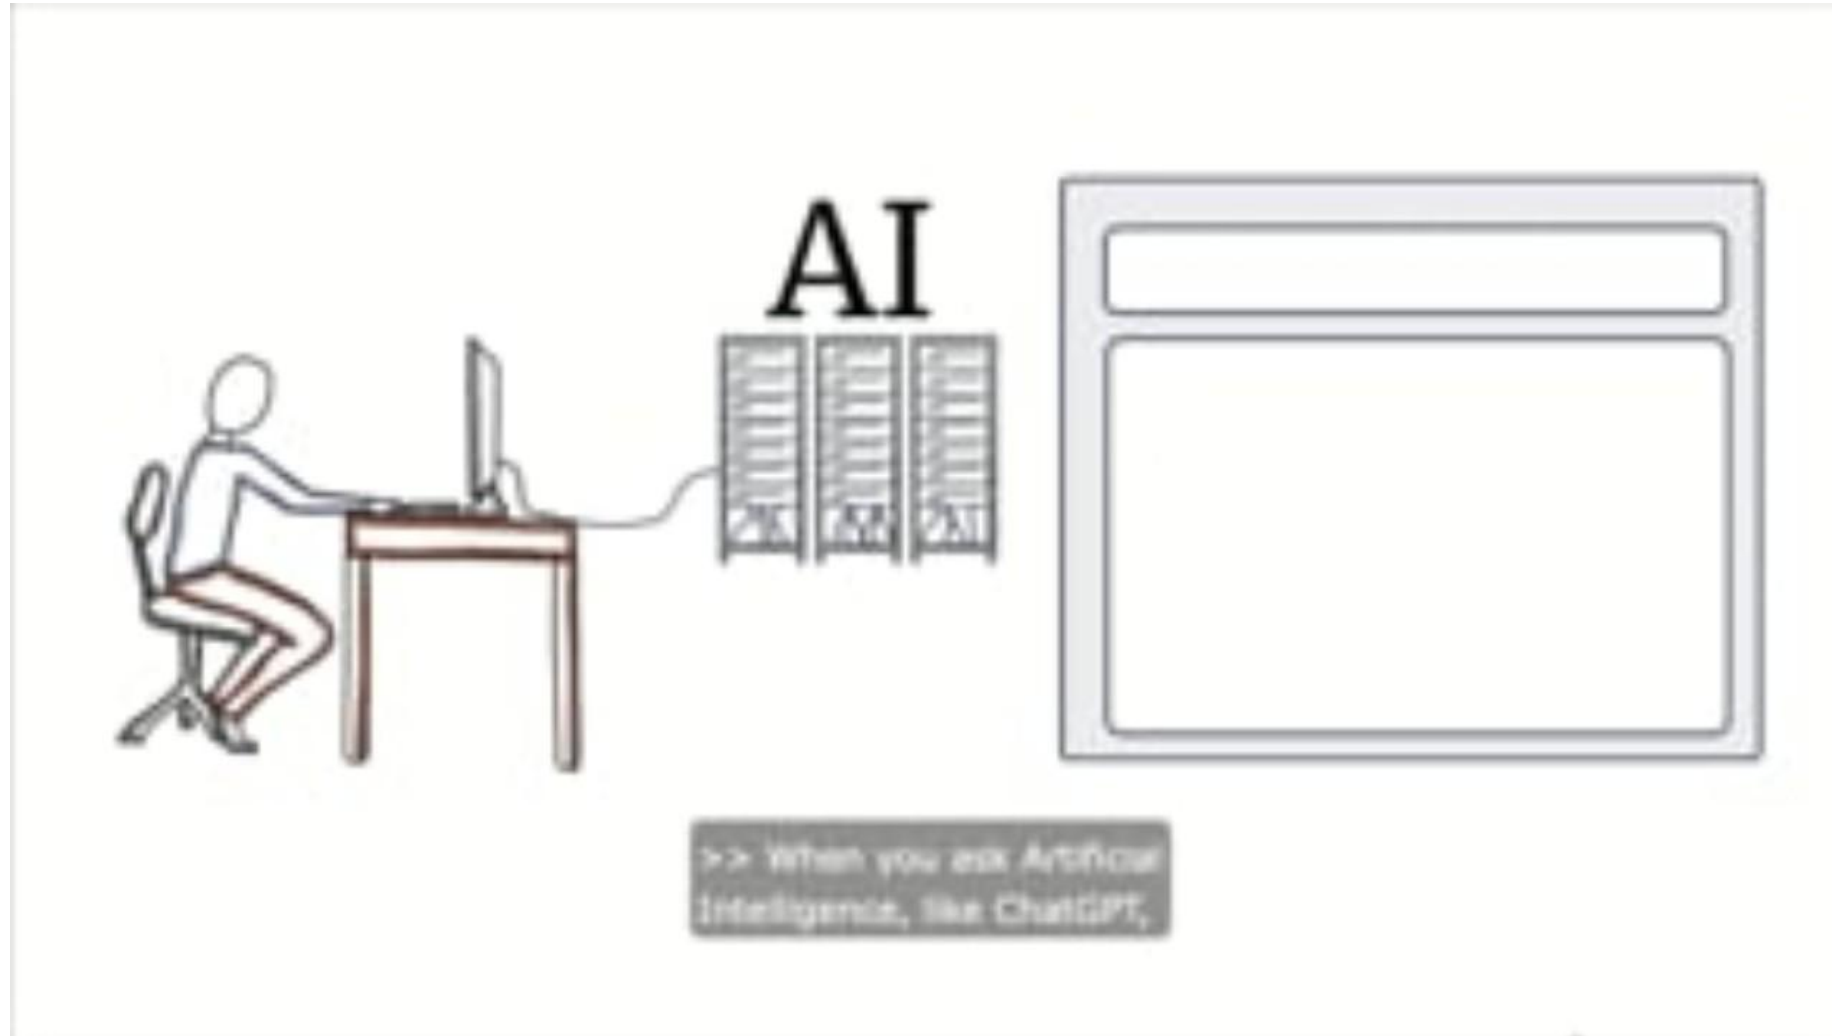 AI
>> When you ask Artificial
Intelligence, like ChatGPT,